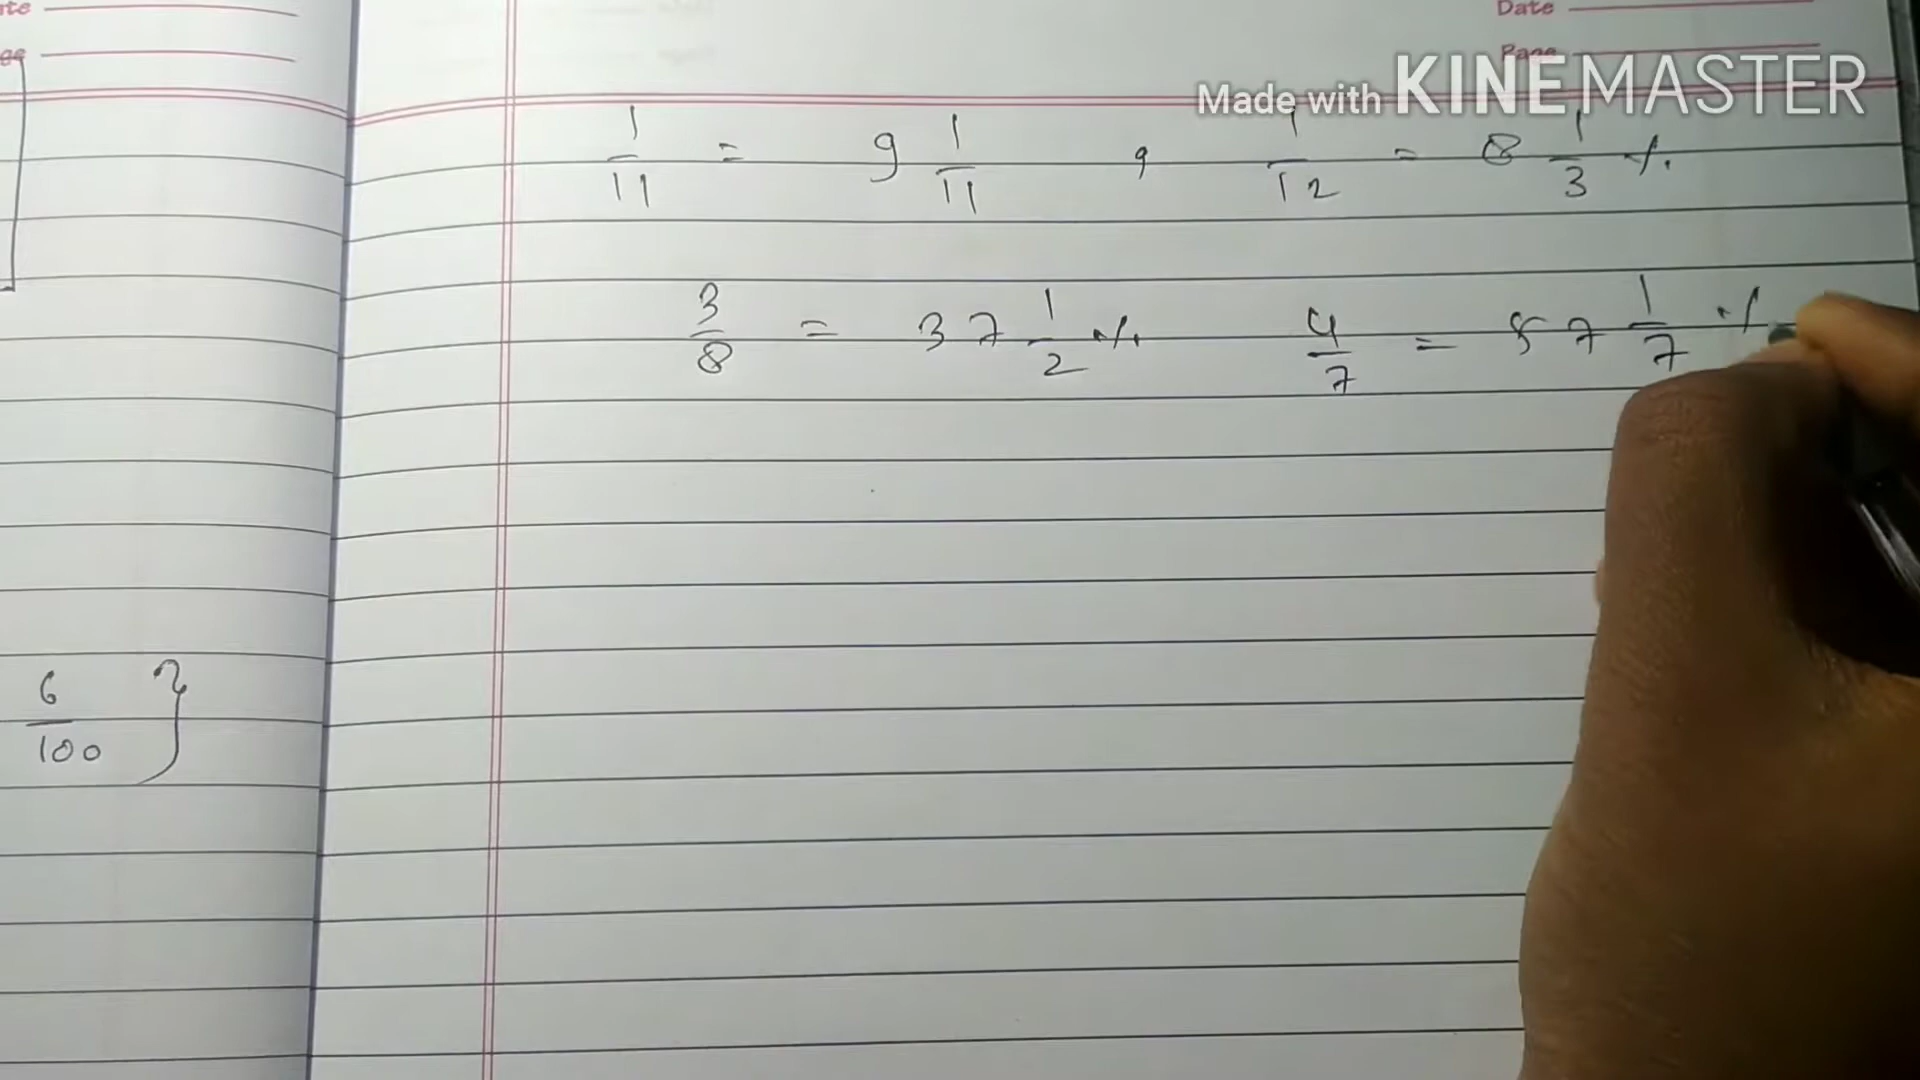 Date
Page
Made with KINEMASTER
1/11 = 9 1/11 , 1/12 = 8 1/3 %
3/8 = 37 1/2 % 4/7 = 57 1/7 %
6/100 }